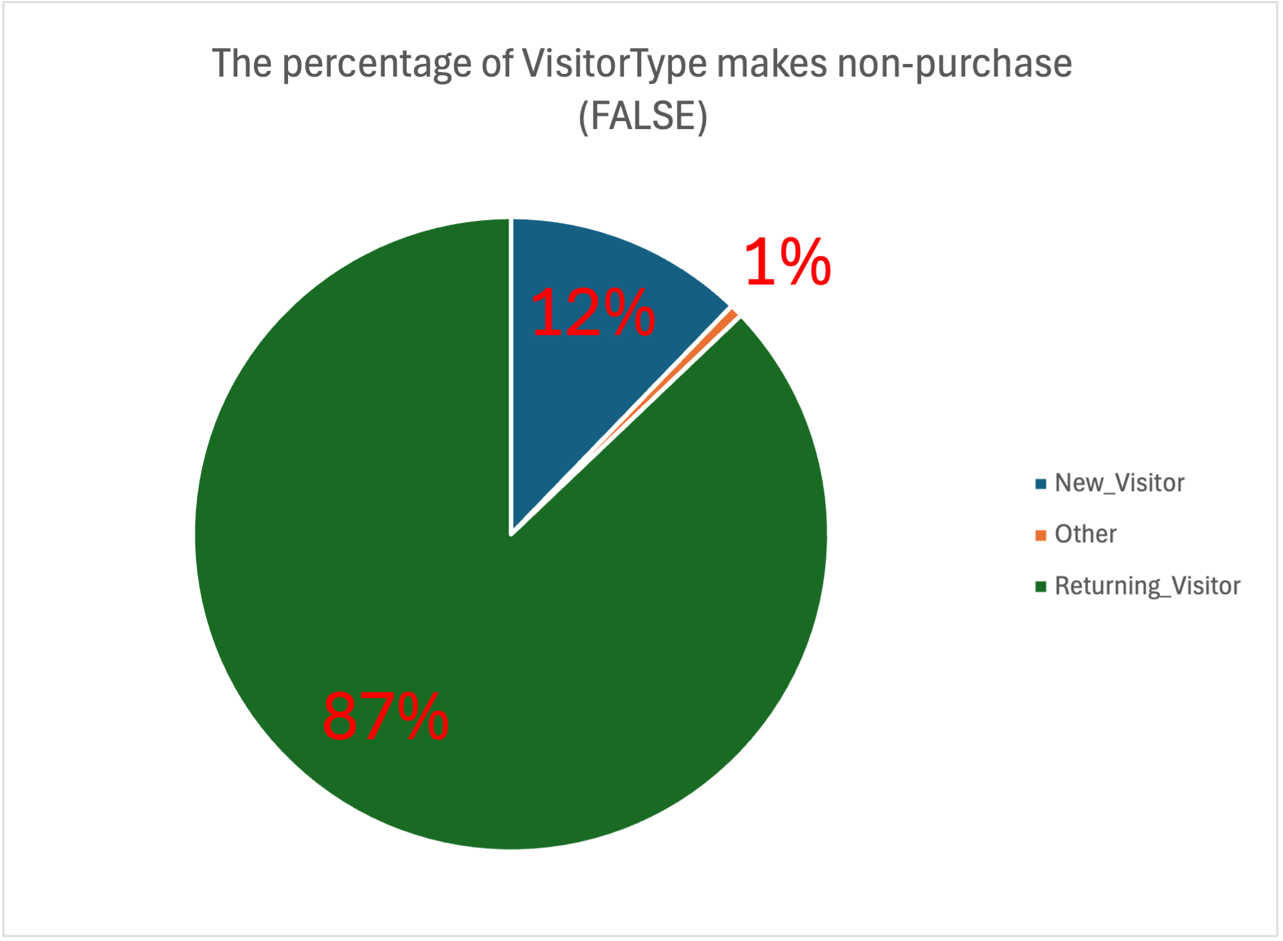 The percentage of VisitorType makes non-purchase
(FALSE)
1%
12%
87%
New_Visitor
Other
Returning_Visitor